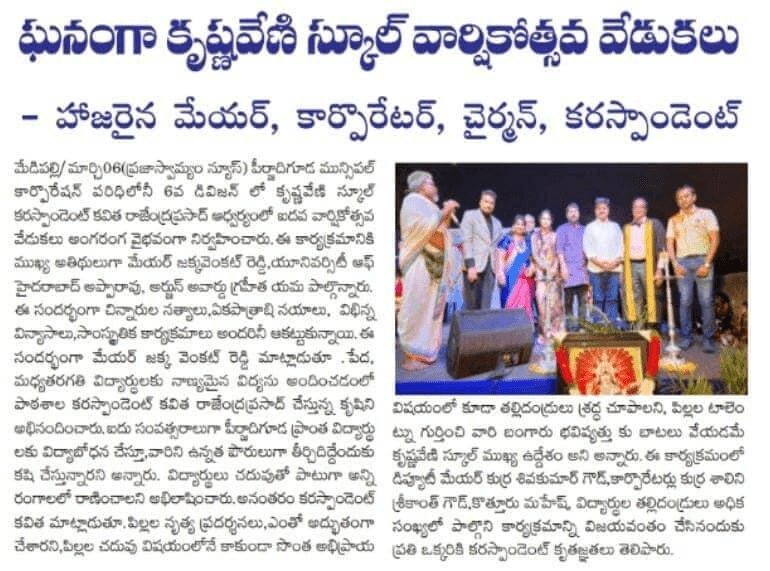 ఘనంగా కృష్ణవేణి స్కూల్ వార్షికోత్సవ వేడుకలు
- హాజరైన మేయర్, కార్పొరేటర్, చైర్మన్, కరస్పాండెంట్
మేడిపల్లి/మార్చి06(ప్రజాస్వామ్యం న్యూస్) పీర్జాదిగూడ మున్సిపల్
కార్పొరేషన్ పరిధిలోని 6వ డివిజన్ లో కృష్ణవేణి స్కూల్
కరస్పాండెంట్ కవిత రాజేంద్రప్రసాద్ ఆధ్వర్యంలో ఐదవ వార్షికోత్సవ
వేడుకలు అంగరంగ వైభవంగా నిర్వహించారు. ఈ కార్యక్రమానికి
ముఖ్య అతిథులుగా మేయర్ జక్కవెంకట్ రెడ్డి,యూనివర్సిటీ ఆఫ్
హైదరాబాద్ అప్పారావు, అర్జున్ అవార్డు గ్రహీత యమ పాల్గొన్నారు.
ఈ సందర్భంగా చిన్నారుల నత్యాలు,ఏకపాత్రాభి నయాలు, విభిన్న
విన్యాసాలు,సాంస్కృతిక కార్యక్రమాలు అందరినీ ఆకట్టుకున్నాయి. ఈ
సందర్భంగా మేయర్ జక్క వెంకట్ రెడ్డి మాట్లాడుతూ .పేద,
మధ్యతరగతి విద్యార్థులకు నాణ్యమైన విద్యను అందించడంలో
పాఠశాల కరస్పాండెంట్ కవిత రాజేంద్రప్రసాద్ చేస్తున్న కృషిని
అభినందించారు.ఐదు సంవత్సరాలుగా పీర్జాదిగూడ ప్రాంత విద్యార్థు
లకు విద్యాబోధన చేస్తూ,వారిని ఉన్నత పౌరులుగా తీర్చిదిద్దేందుకు
కషి చేస్తున్నారని అన్నారు. విద్యార్థులు చదువుతో పాటుగా అన్ని
రంగాలలో రాణించాలని అభిలాషించారు.అనంతరం కరస్పాండెంట్
కవిత మాట్లాడుతూ.పిల్లల నృత్య ప్రదర్శనలు,ఎంతో అద్భుతంగా
చేశారని,పిల్లల చదువు విషయంలోనే కాకుండా సొంత అభిప్రాయ
విషయంలో కూడా తల్లిదండ్రులు శ్రద్ధ చూపాలని, పిల్లల టాలెం
ట్ను గుర్తించి వారి బంగారు భవిష్యత్తు కు బాటలు వేయడమే
కృష్ణవేణి స్కూల్ ముఖ్య ఉద్దేశం అని అన్నారు. ఈ కార్యక్రమంలో
డిప్యూటీ మేయర్ కుర్ర శివకుమార్ గౌడ్,కార్పొరేటర్లు కుర్ర శాలిని
శ్రీకాంత్ గౌడ్,కొత్తూరు మహేష్, విద్యార్థుల తల్లిదండ్రులు అధిక
సంఖ్యలో పాల్గొని కార్యక్రమాన్ని విజయవంతం చేసినందుకు
ప్రతి ఒక్కరికి కరస్పాండెంట్ కృతజ్ఞతలు తెలిపారు.